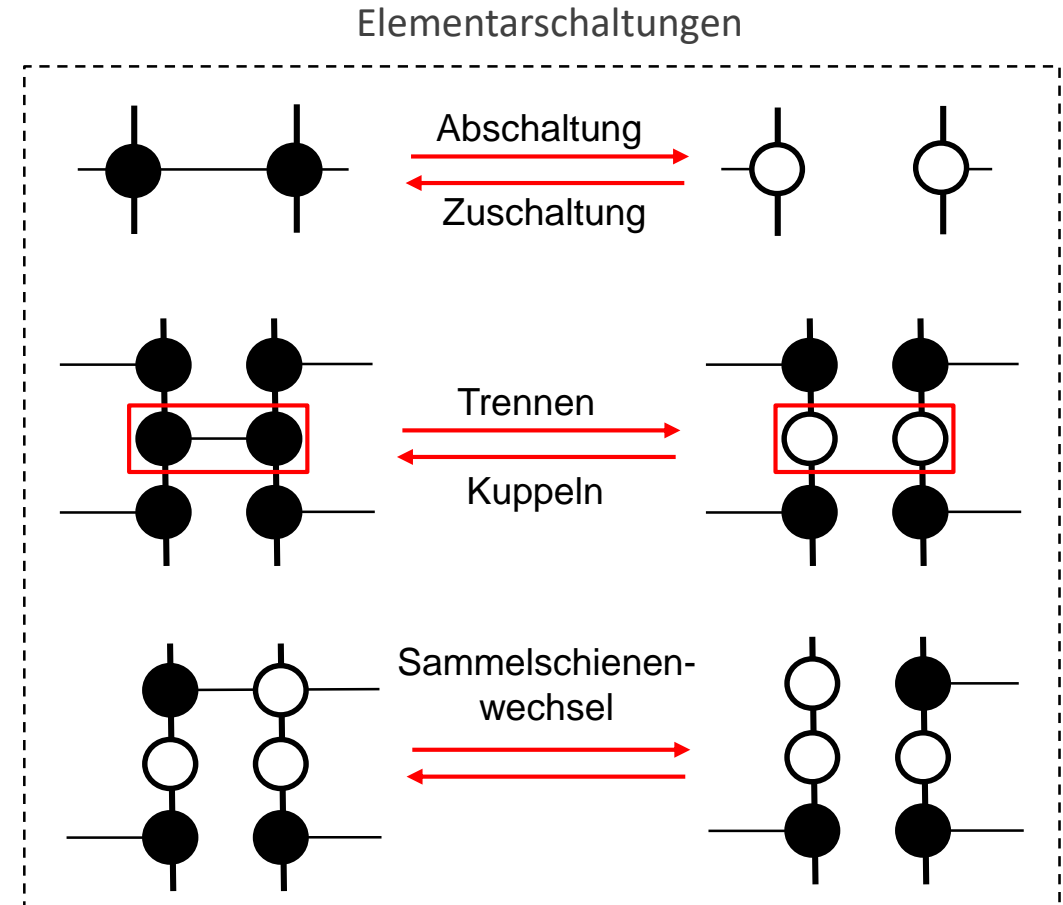 Elementarschaltungen
Abschaltung
Zuschaltung
Trennen
Kuppeln
Sammelschienen-
wechsel